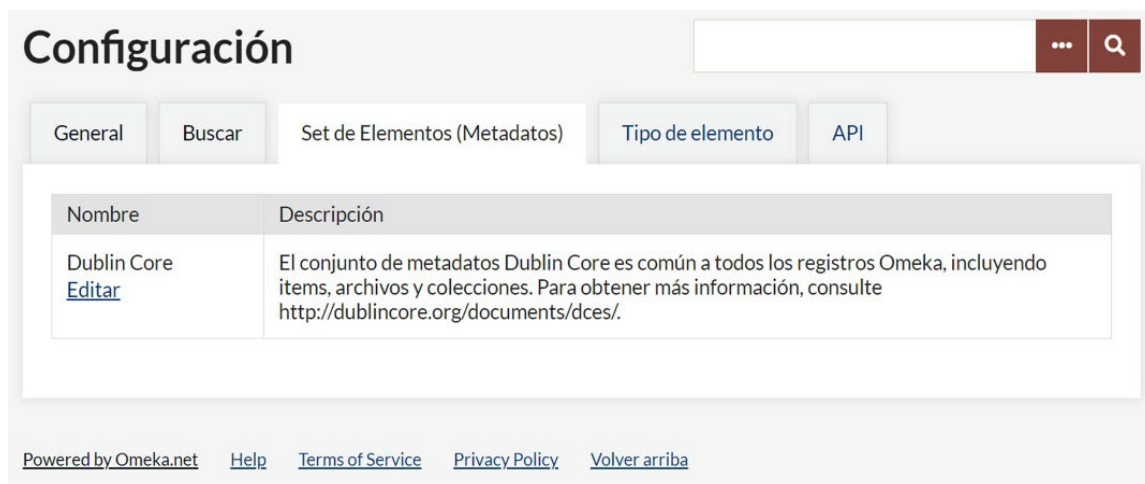 Configuración
General Buscar Set de Elementos (Metadatos) Tipo de elemento API
Nombre Descripción
Dublin Core El conjunto de metadatos Dublin Core es común a todos los registros Omeka, incluyendo
Editar items, archivos y colecciones. Para obtener más información, consulte
http://dublincore.org/documents/dces/.
Powered by Omeka.net Help Terms of Service Privacy Policy Volver arriba